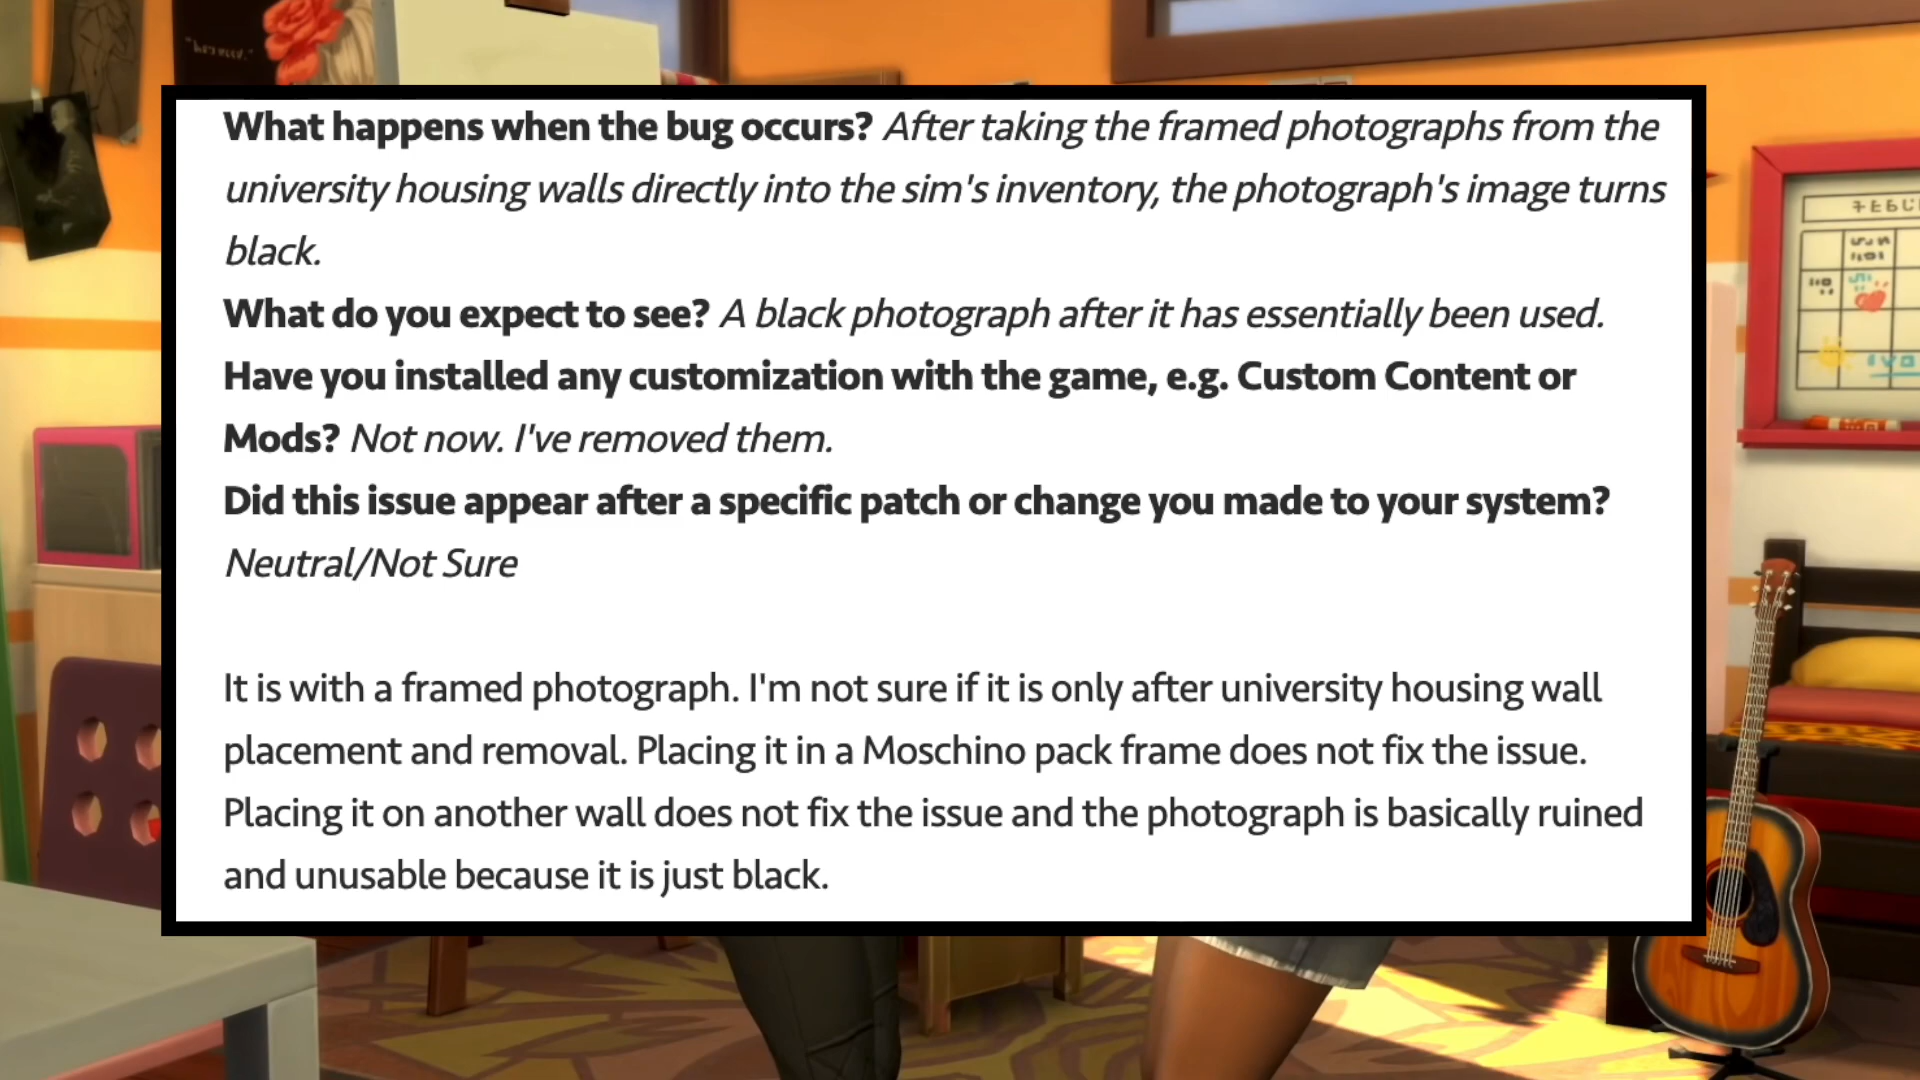 What happens when the bug occurs? After taking the framed photographs from the
university housing walls directly into the sim's inventory, the photograph's image turns
black.
What do you expect to see? A black photograph after it has essentially been used.
Have you installed any customization with the game, e.g. Custom Content or
Mods? Not now. I've removed them.
Did this issue appear after a specific patch or change you made to your system?
Neutral/Not Sure
It is with a framed photograph. I'm not sure if it is only after university housing wall
placement and removal. Placing it in a Moschino pack frame does not fix the issue.
Placing it on another wall does not fix the issue and the photograph is basically ruined
and unusable because it is just black.